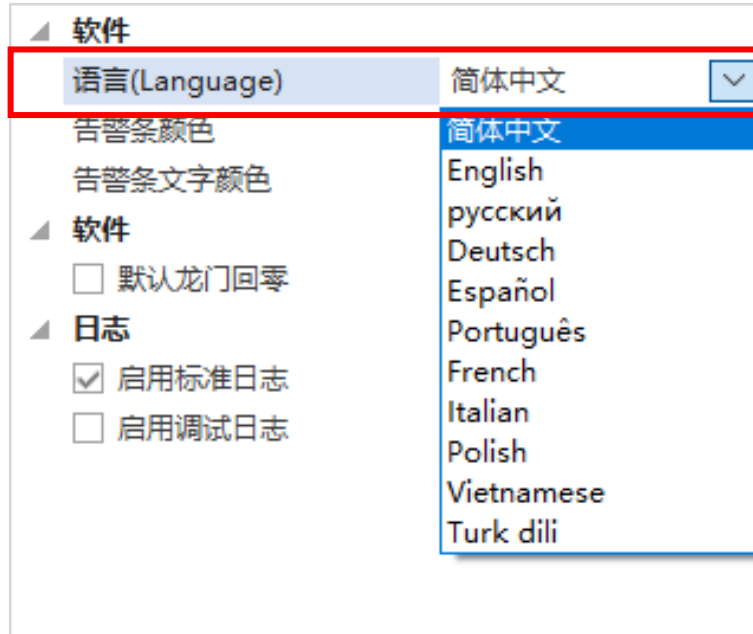 软件
语言(Language) 简体中文
告警条颜色 简体中文
English
告警条文字颜色
русский
软件
Deutsch
默认龙门回零
Español
日志
Português
启用标准日志
French
Italian
启用调试日志
Polish
Vietnamese
Turk dili